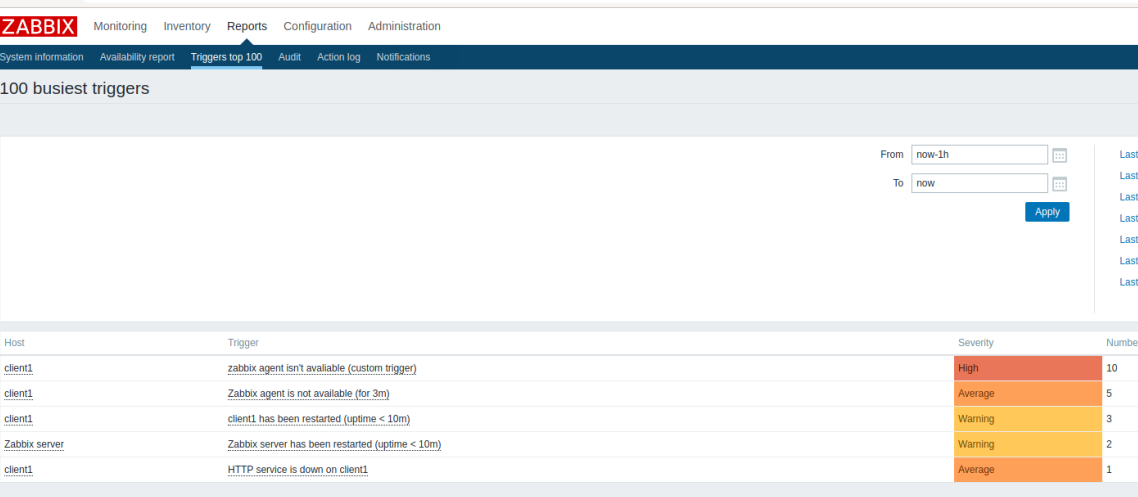 ZABBIX Monitoring Inventory Reports Configuration Administration
System information Availability report Triggers top 100 Audit Action log Notifications
100 busiest triggers
From now-1h
To now
Apply
Last
Last
Last
Last
Last
Last
Last
Host Trigger Severity Numbe
client1 zabbix agent isn't avaliable (custom trigger) High 10
client1 Zabbix agent is not available (for 3m) Average 5
client1 client1 has been restarted (uptime < 10m) Warning 3
Zabbix server Zabbix server has been restarted (uptime < 10m) Warning 2
client1 HTTP service is down on client1 Average 1